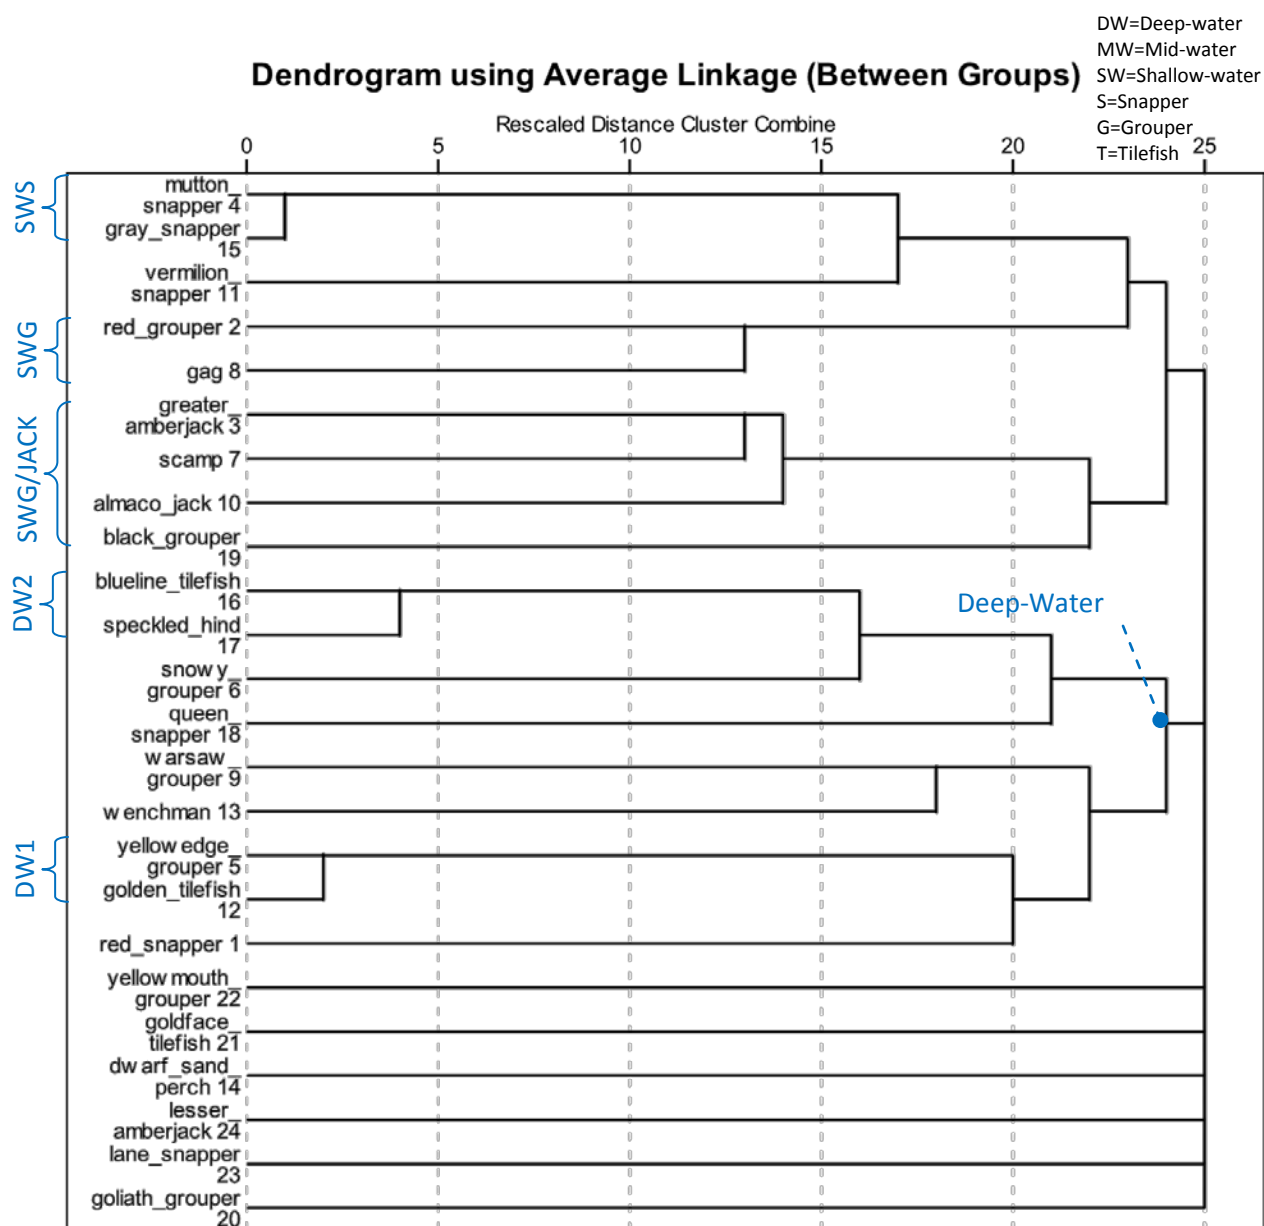 DW=Deep-water
MW=Mid-water
SW=Shallow-water
S=Snapper
G=Grouper
T=Tilefish
Dendrogram using Average Linkage (Between Groups)
Rescaled Distance Cluster Combine
0 5 10 15 20 25
SWS
mutton_
snapper 4
gray_snapper
15
vermilion_
snapper 11
SWG
red_grouper 2
gag 8
SWG/JACK
greater_
amberjack 3
scamp 7
almaco_jack 10
black_grouper
19
DW2
blueline_tilefish
16
speckled_hind
17
snowy_
grouper 6
queen_
snapper 18
Deep-Water
warsaw_
grouper 9
wenchman 13
DW1
yellowedge_
grouper 5
golden_tilefish
12
red_snapper 1
yellowmouth_
grouper 22
goldface_
tilefish 21
dwarf_sand_
perch 14
lesser_
amberjack 24
lane_snapper
23
goliath_grouper
20